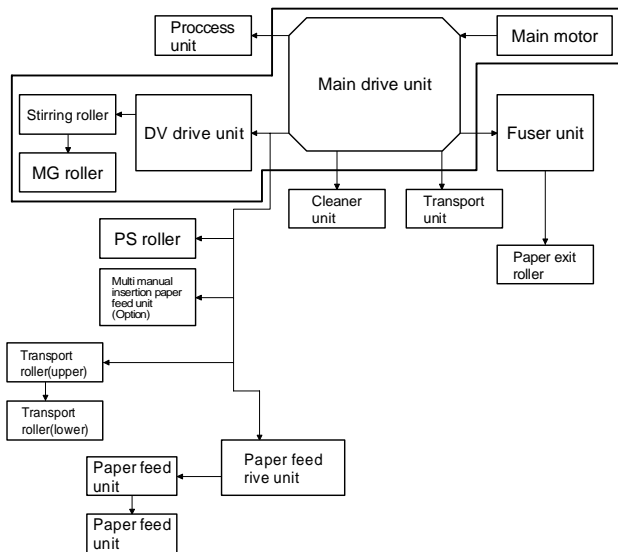 Proccess
unit
Main drive unit
Main motor
Stirring roller
MG roller
DV drive unit
Fuser unit
Cleaner
unit
Transport
unit
PS roller
Paper exit
roller
Multi manual
insertion paper
feed unit
(Option)
Transport
roller(upper)
Transport
roller(lower)
Paper feed
rive unit
Paper feed
unit
Paper feed
unit